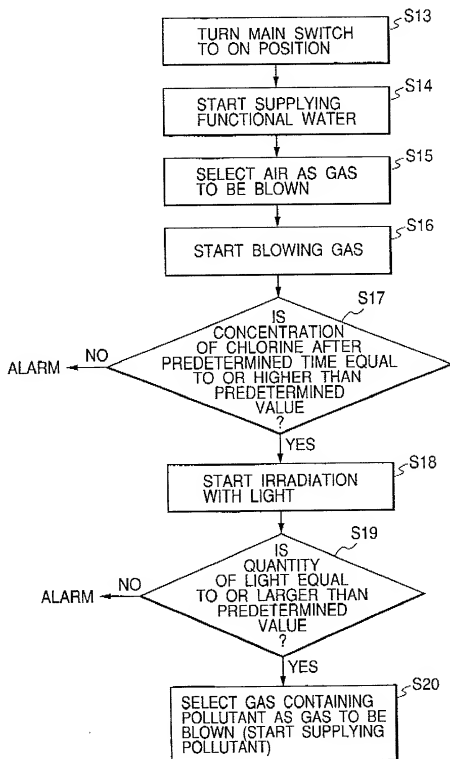 S13
TURN MAIN SWITCH
TO ON POSITION
S14
START SUPPLYING
FUNCTIONAL WATER
S15
SELECT AIR AS GAS
TO BE BLOWN
S16
START BLOWING GAS
S17
IS
CONCENTRATION
OF CHLORINE AFTER
PREDETERMINED TIME EQUAL
TO OR HIGHER THAN
PREDETERMINED
VALUE
?
NO
ALARM
YES
S18
START IRRADIATION
WITH LIGHT
S19
IS
QUANTITY
OF LIGHT EQUAL
TO OR LARGER THAN
PREDETERMINED
VALUE
?
NO
ALARM
YES
S20
SELECT GAS CONTAINING
POLLUTANT AS GAS TO BE
BLOWN (START SUPPLYING
POLLUTANT)